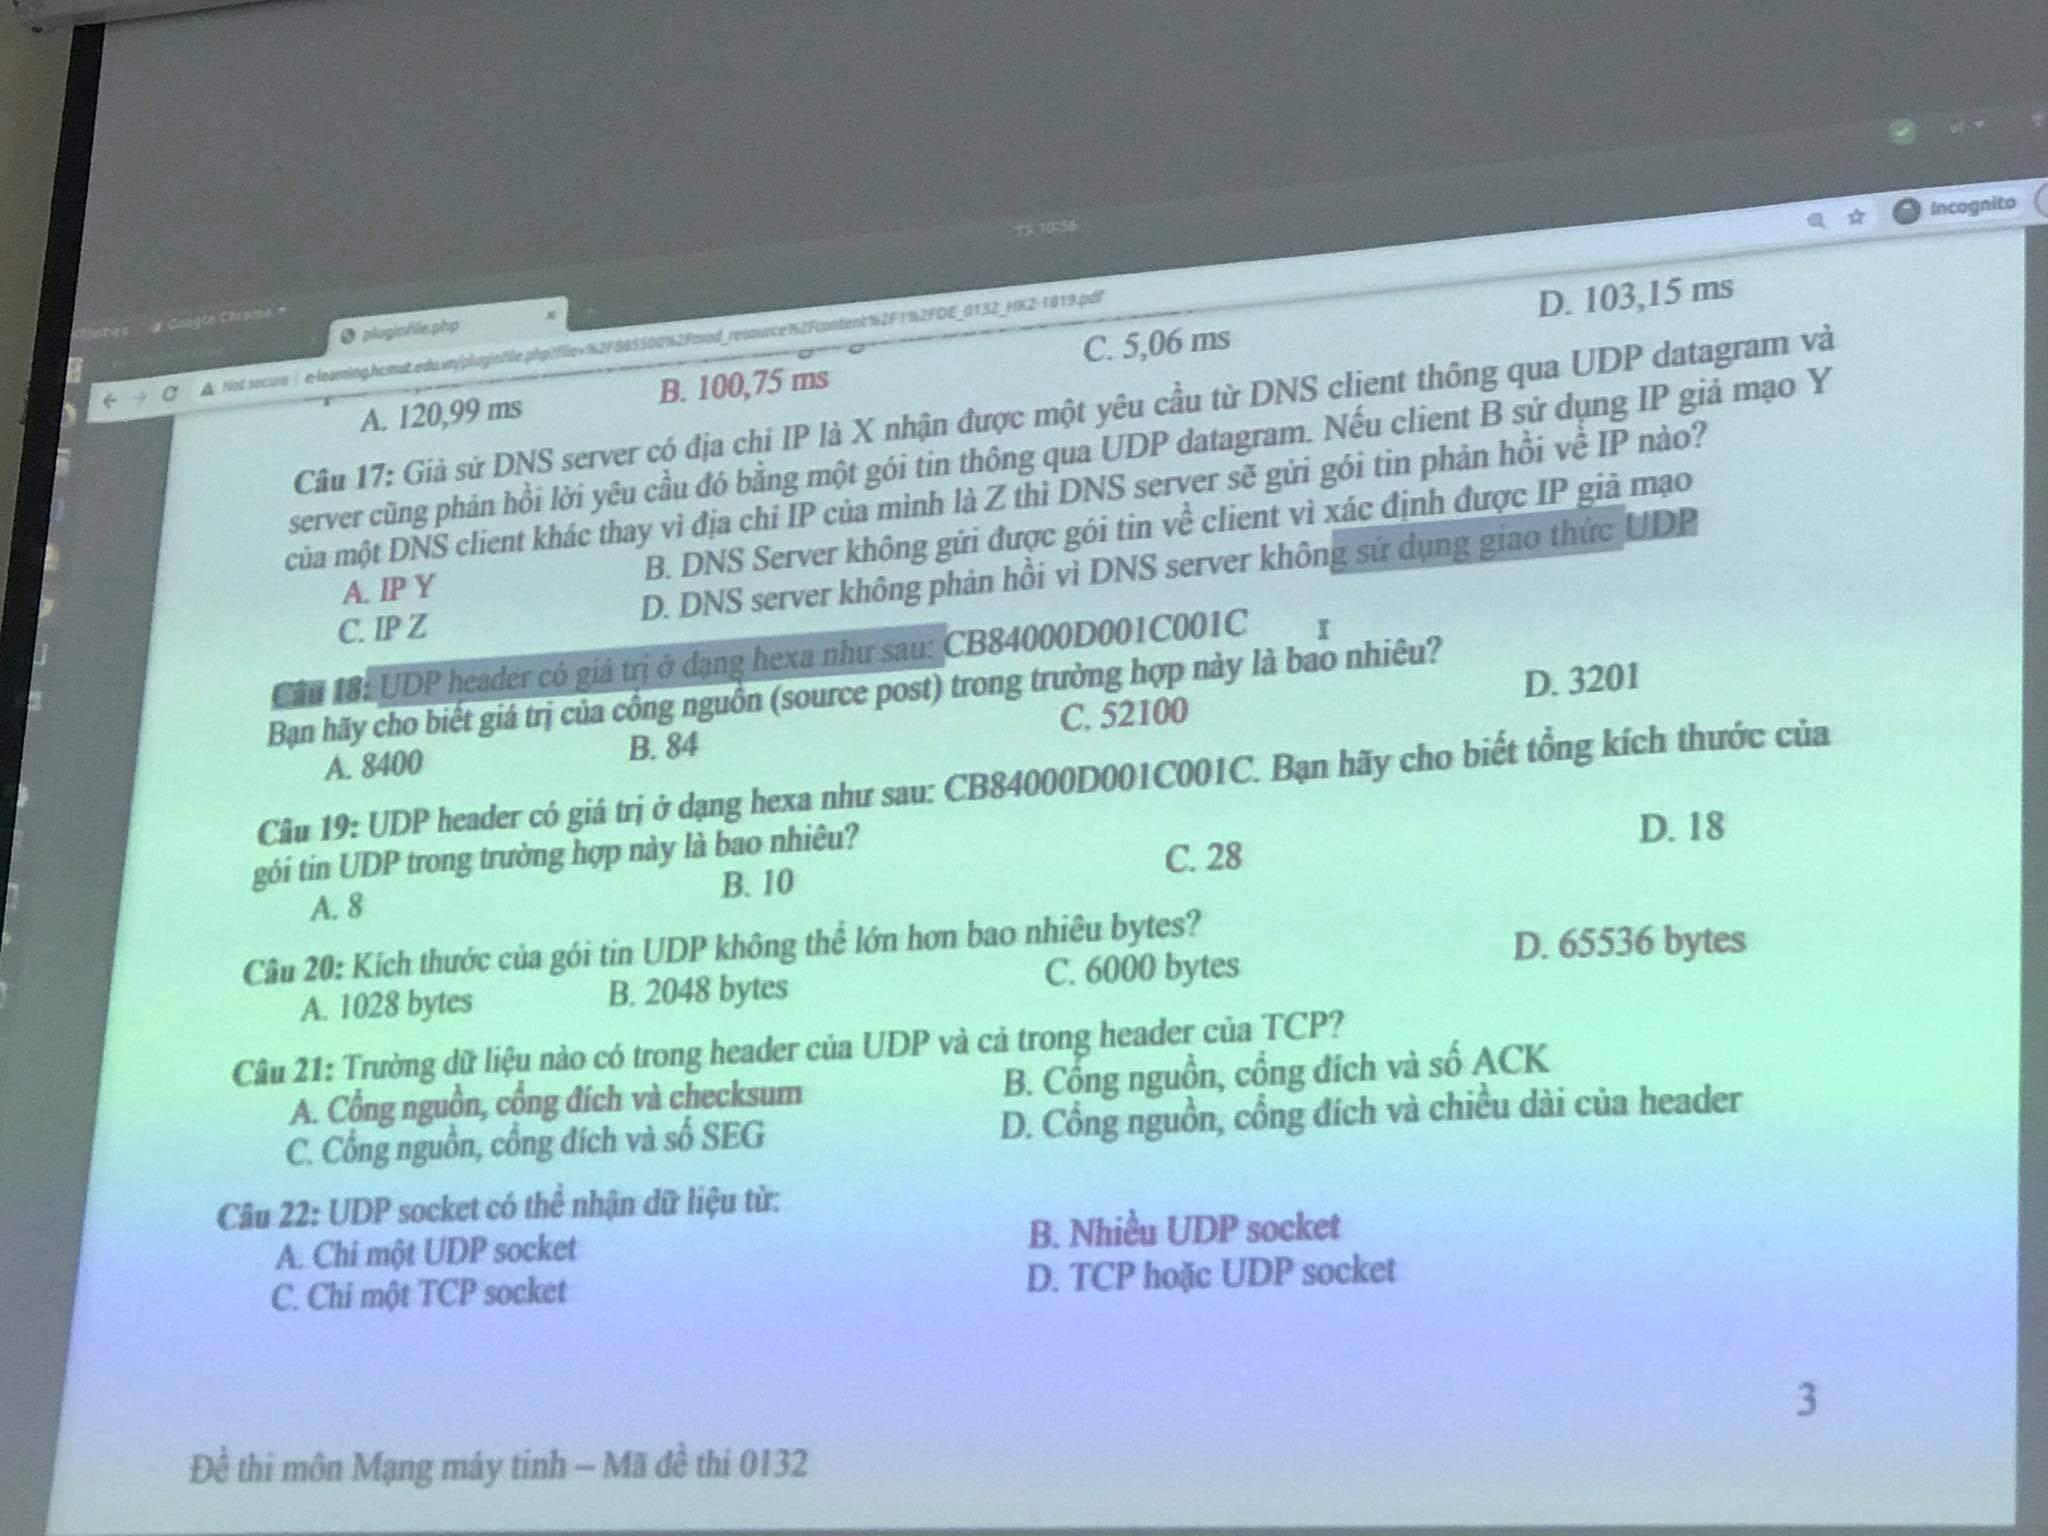 T5 10:56
Google Chrome
pluginfile.php
Incognito
Not secure
A. 120,99 ms B. 100,75 ms C. 5,06 ms D. 103,15 ms
Câu 17: Giả sử DNS server có địa chỉ IP là X nhận được một yêu cầu từ DNS client thông qua UDP datagram và
server cũng phản hồi lời yêu cầu đó bằng một gói tin thông qua UDP datagram. Nếu client B sử dụng IP giả mạo Y
của một DNS client khác thay vì địa chỉ IP của mình là Z thì DNS server sẽ gửi gói tin phản hồi về IP nào?
A. IP Y B. DNS Server không gửi được gói tin về client vì xác định được IP giả mạo
C. IP Z D. DNS server không phản hồi vì DNS server không sử dụng giao thức UDP
Câu 18: UDP header có giá trị ở dạng hexa như sau: CB84000D001C001C
Bạn hãy cho biết giá trị của cổng nguồn (source post) trong trường hợp này là bao nhiêu?
A. 8400 B. 84 C. 52100 D. 3201
Câu 19: UDP header có giá trị ở dạng hexa như sau: CB84000D001C001C. Bạn hãy cho biết tổng kích thước của
gói tin UDP trong trường hợp này là bao nhiêu?
A. 8 B. 10 C. 28 D. 18
Câu 20: Kích thước của gói tin UDP không thể lớn hơn bao nhiêu bytes?
A. 1028 bytes B. 2048 bytes C. 6000 bytes D. 65536 bytes
Câu 21: Trường dữ liệu nào có trong header của UDP và cả trong header của TCP?
A. Cổng nguồn, cổng đích và checksum B. Cổng nguồn, cổng đích và số ACK
C. Cổng nguồn, cổng đích và số SEG D. Cổng nguồn, cổng đích và chiều dài của header
Câu 22: UDP socket có thể nhận dữ liệu từ:
A. Chỉ một UDP socket B. Nhiều UDP socket
C. Chỉ một TCP socket D. TCP hoặc UDP socket
3
Đề thi môn Mạng máy tính – Mã đề thi 0132